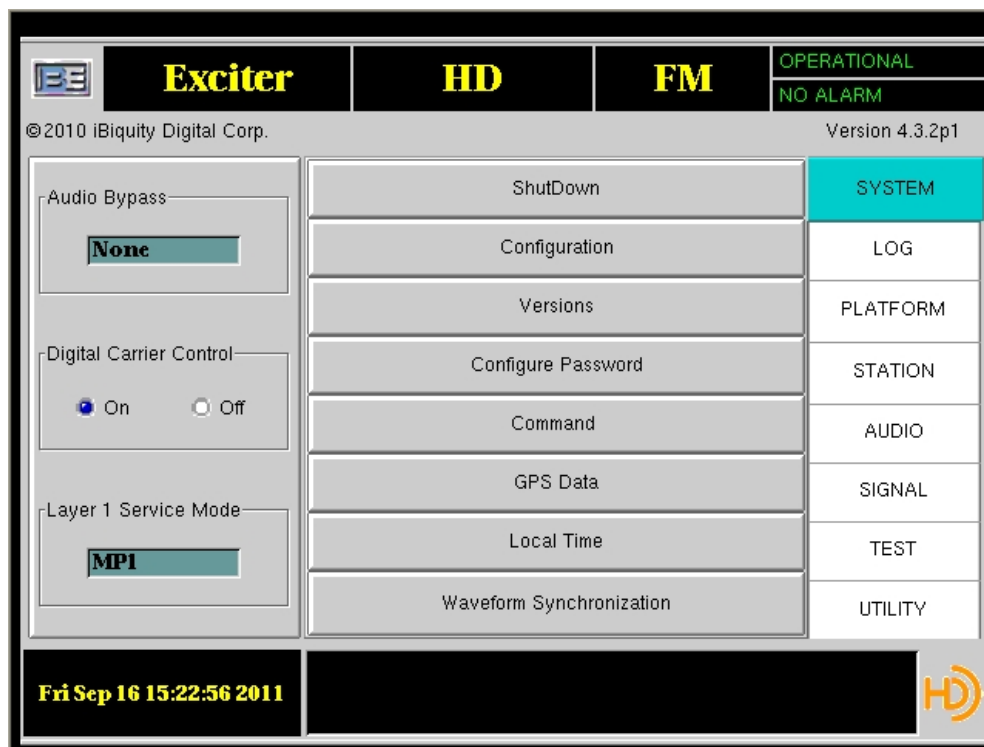 IBE
Exciter
HD
FM
OPERATIONAL
NO ALARM
©2010 iBiquity Digital Corp.
Version 4.3.2p1
Audio Bypass
None
Digital Carrier Control
On
Off
Layer 1 Service Mode
MP1
ShutDown
Configuration
Versions
Configure Password
Command
GPS Data
Local Time
Waveform Synchronization
SYSTEM
LOG
PLATFORM
STATION
AUDIO
SIGNAL
TEST
UTILITY
Fri Sep 16 15:22:56 2011
HD